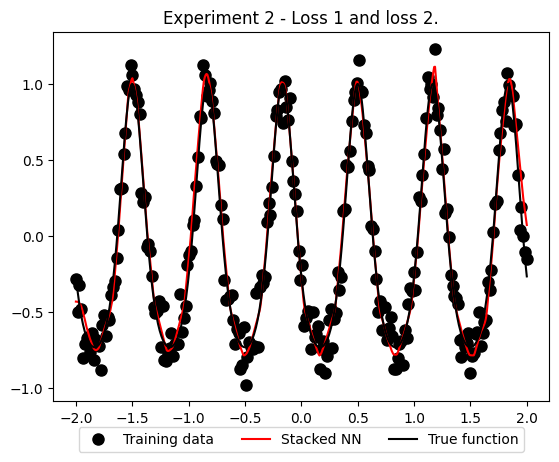 Experiment 2 - Loss 1 and loss 2.
1.0
0.5
0.0
−0.5
−1.0
−2.0 −1.5 −1.0 −0.5 0.0 0.5 1.0 1.5 2.0
Training data Stacked NN True function